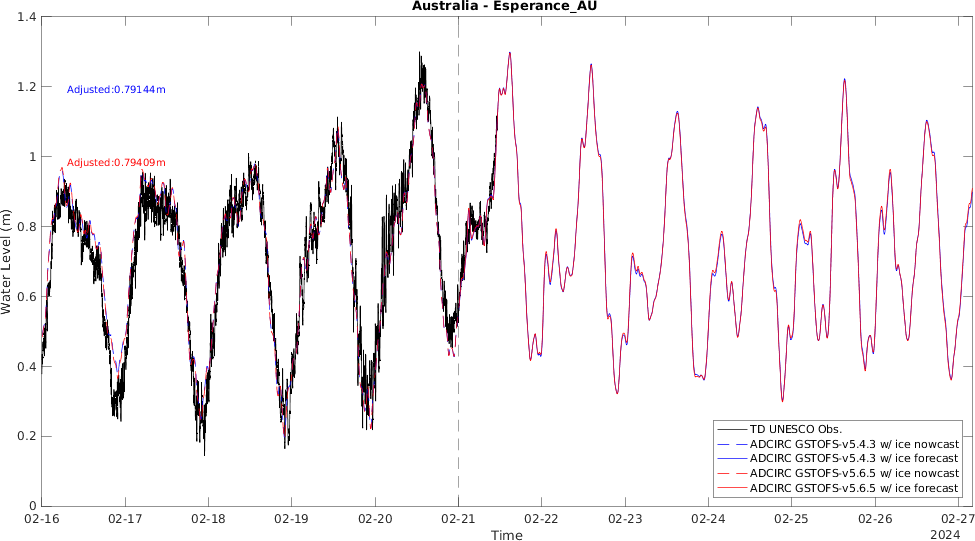 Australia - Esperance_AU
1.4
1.2
1
0.8
0.6
0.4
0.2
0
Water Level (m)
Adjusted:0.79144m
Adjusted:0.79409m
TD UNESCO Obs.
ADCIRC GSTOFS-v5.4.3 w/ ice nowcast
ADCIRC GSTOFS-v5.4.3 w/ ice forecast
ADCIRC GSTOFS-v5.6.5 w/ ice nowcast
ADCIRC GSTOFS-v5.6.5 w/ ice forecast
02-16 02-17 02-18 02-19 02-20 02-21 02-22 02-23 02-24 02-25 02-26 02-27
Time
2024